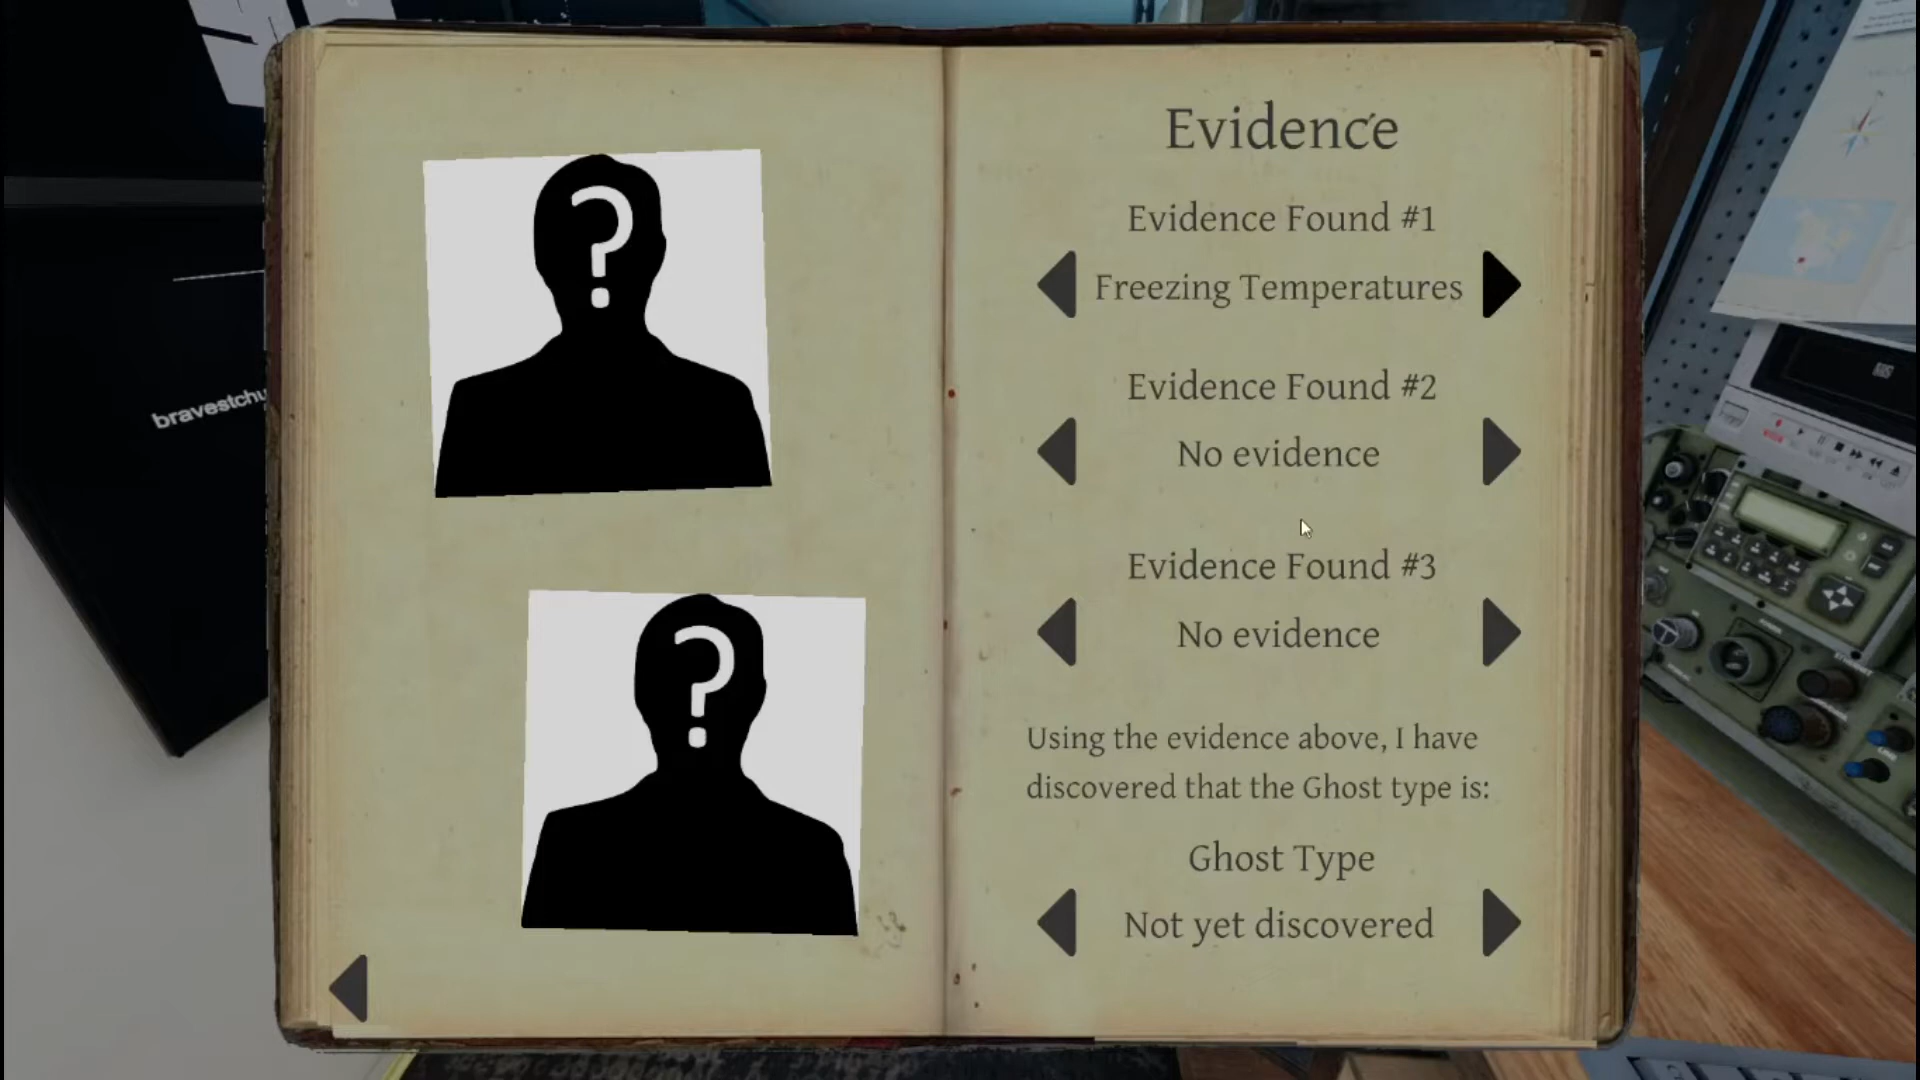 Evidence
Evidence Found #1
Freezing Temperatures
Evidence Found #2
No evidence
Evidence Found #3
No evidence
Using the evidence above, I have
discovered that the Ghost type is:
Ghost Type
Not yet discovered
?
?
bravestchu